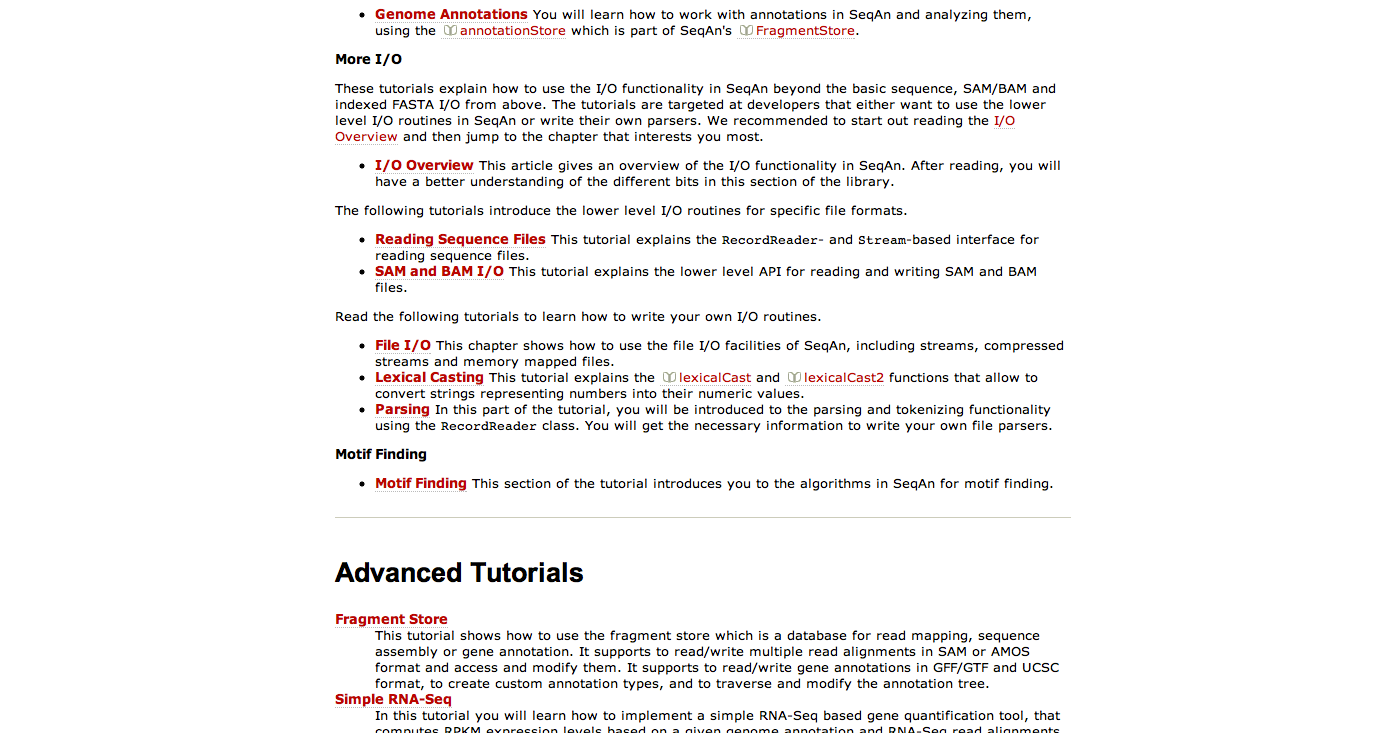 Genome Annotations You will learn how to work with annotations in SeqAn and analyzing them,
using the annotationStore which is part of SeqAn's FragmentStore.
More I/O
These tutorials explain how to use the I/O functionality in SeqAn beyond the basic sequence, SAM/BAM and
indexed FASTA I/O from above. The tutorials are targeted at developers that either want to use the lower
level I/O routines in SeqAn or write their own parsers. We recommended to start out reading the I/O
Overview and then jump to the chapter that interests you most.
I/O Overview This article gives an overview of the I/O functionality in SeqAn. After reading, you will
have a better understanding of the different bits in this section of the library.
The following tutorials introduce the lower level I/O routines for specific file formats.
Reading Sequence Files This tutorial explains the RecordReader- and Stream-based interface for
reading sequence files.
SAM and BAM I/O This tutorial explains the lower level API for reading and writing SAM and BAM
files.
Read the following tutorials to learn how to write your own I/O routines.
File I/O This chapter shows how to use the file I/O facilities of SeqAn, including streams, compressed
streams and memory mapped files.
Lexical Casting This tutorial explains the lexicalCast and lexicalCast2 functions that allow to
convert strings representing numbers into their numeric values.
Parsing In this part of the tutorial, you will be introduced to the parsing and tokenizing functionality
using the RecordReader class. You will get the necessary information to write your own file parsers.
Motif Finding
Motif Finding This section of the tutorial introduces you to the algorithms in SeqAn for motif finding.
Advanced Tutorials
Fragment Store
This tutorial shows how to use the fragment store which is a database for read mapping, sequence
assembly or gene annotation. It supports to read/write multiple read alignments in SAM or AMOS
format and access and modify them. It supports to read/write gene annotations in GFF/GTF and UCSC
format, to create custom annotation types, and to traverse and modify the annotation tree.
Simple RNA-Seq
In this tutorial you will learn how to implement a simple RNA-Seq based gene quantification tool, that
computes RPKM expression levels based on a given genome annotation and RNA-Seq read alignments